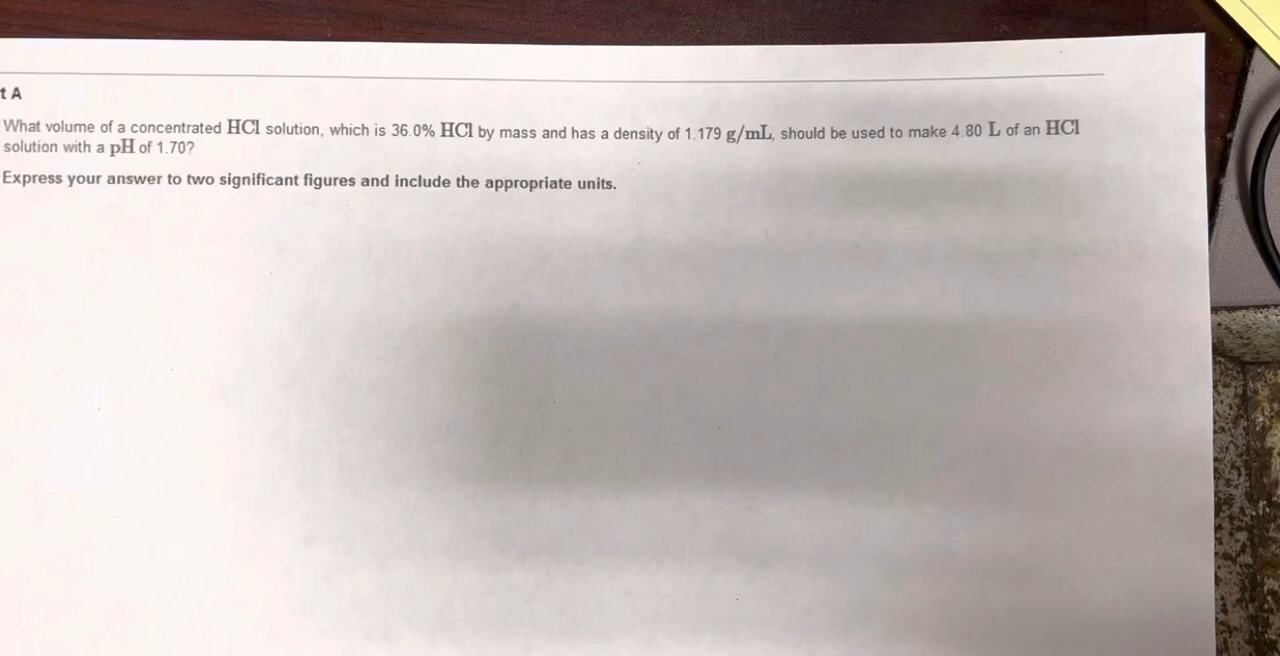 t A
What volume of a concentrated HCl solution, which is 36.0% HCl by mass and has a density of 1.179 g/mL, should be used to make 4.80 L of an HCl
solution with a pH of 1.70?
Express your answer to two significant figures and include the appropriate units.